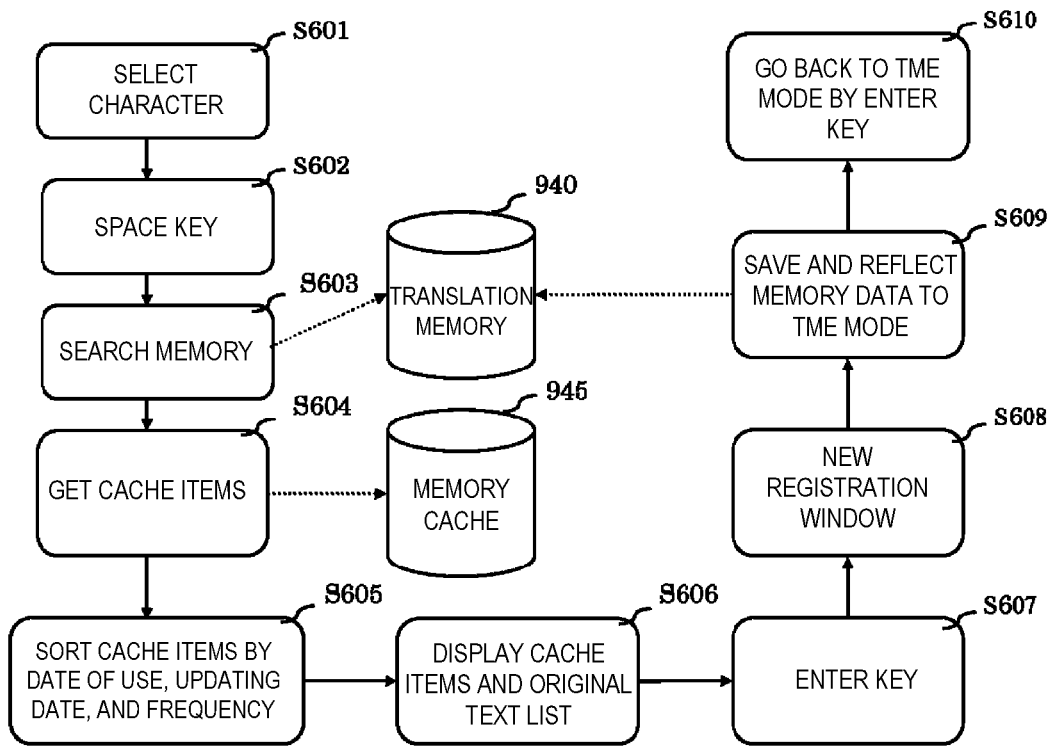 S601
SELECT
CHARACTER
S602
SPACE KEY
S603
SEARCH MEMORY
S604
GET CACHE ITEMS
S605
SORT CACHE ITEMS BY
DATE OF USE, UPDATING
DATE, AND FREQUENCY
940
TRANSLATION
MEMORY
945
MEMORY
CACHE
S606
DISPLAY CACHE
ITEMS AND ORIGINAL
TEXT LIST
S607
ENTER KEY
S608
NEW
REGISTRATION
WINDOW
S609
SAVE AND REFLECT
MEMORY DATA TO
TME MODE
S610
GO BACK TO TME
MODE BY ENTER
KEY